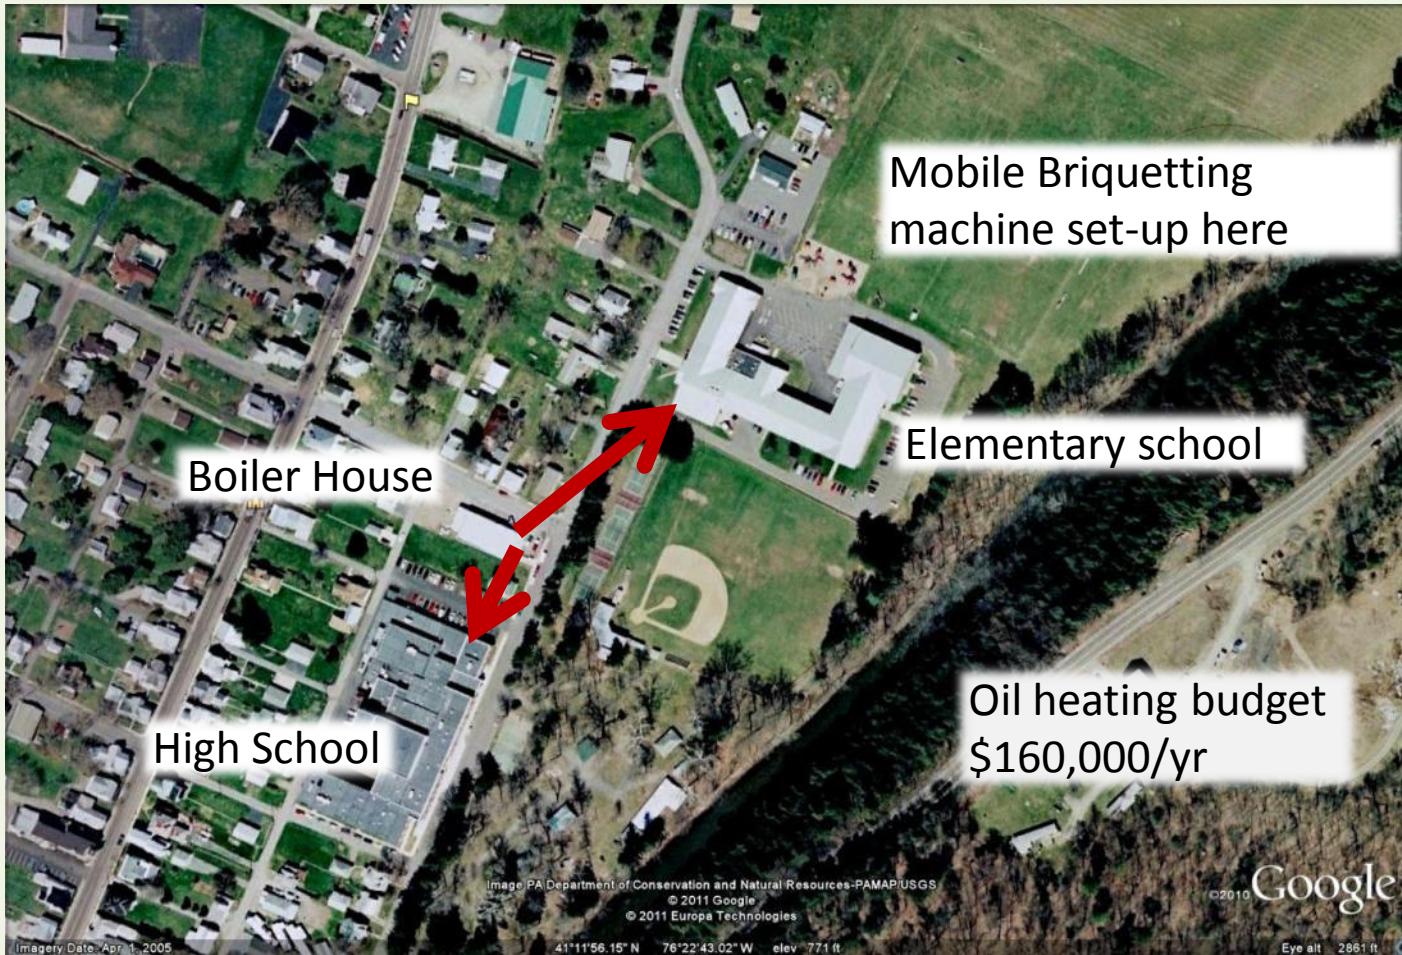 Mobile Briquetting
machine set-up here
Elementary school
Boiler House
High School
Oil heating budget
$160,000/yr
Image PA Department of Conservation and Natural Resources-PAMAP/USGS
© 2011 Google
© 2011 Europa Technologies
©2010 Google
Imagery Date: Apr 1, 2005
41°11'56.15" N 76°22'43.02" W elev 771 ft
Eye alt 2861 ft